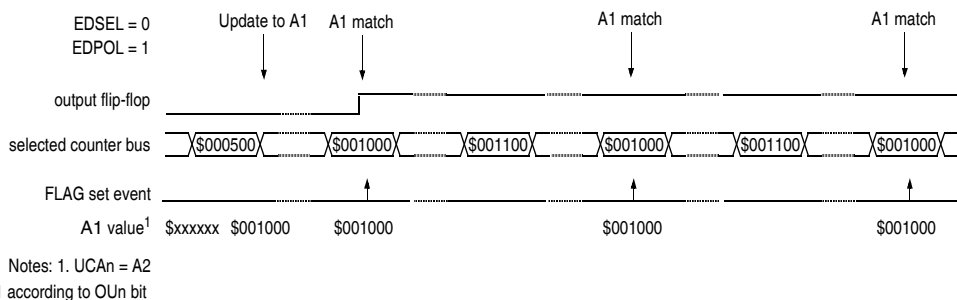 EDSEL = 0
EDPOL = 1
Update to A1
A1 match
A1 match
A1 match
output flip-flop
selected counter bus
$000500
$001000
$001100
$001000
$001100
$001000
FLAG set event
A1 value1 $xxxxxx $001000 $001000 $001000 $001000
Notes: 1. UCAn = A2
according to OUn bit